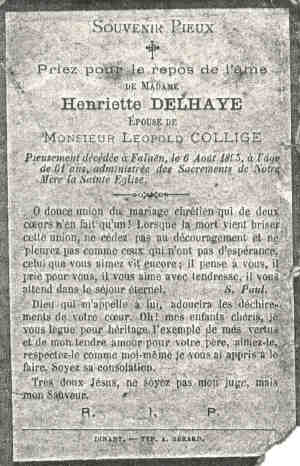 SOUVENIR PIEUX
Priez pour le repos de l'âme
DE MADAME
Henriette DELHAYE
ÉPOUSE DE
MONSIEUR LEOPOLD COLLIGE
Pieusement décédée à Falaën, le 6 Août, à l'âge
de 61 ans, administrée des Sacrements de Notre
Mère la Sainte Eglise.
O douce union du mariage chrétien qui de deux
cœurs n'en fait qu'un! Lorsque la mort vient briser
cette union, ne cédez pas au découragement et ne
pleurez pas comme ceux qui n'ont pas d'espérance,
celui que vous aimez vit encore; il pense à vous, il
prie pour vous, il vous aime avec tendresse, il vous
attend dans le séjour éternel. S. Paul.
Dieu qui m'appelle à lui, adoucira les déchire-
ments de votre cœur. Oh! mes enfants chéris, je
vous lègue pour héritage l'exemple de mes vertus
et de mon tendre amour pour votre père, aimez-le,
respectez-le comme moi-même je vous ai appris à le
faire. Soyez sa consolation.
Très doux Jésus, ne soyez pas mon juge, mais
mon Sauveur.
R. I. P.
DINANT. — TYP. A. GÉRARD.